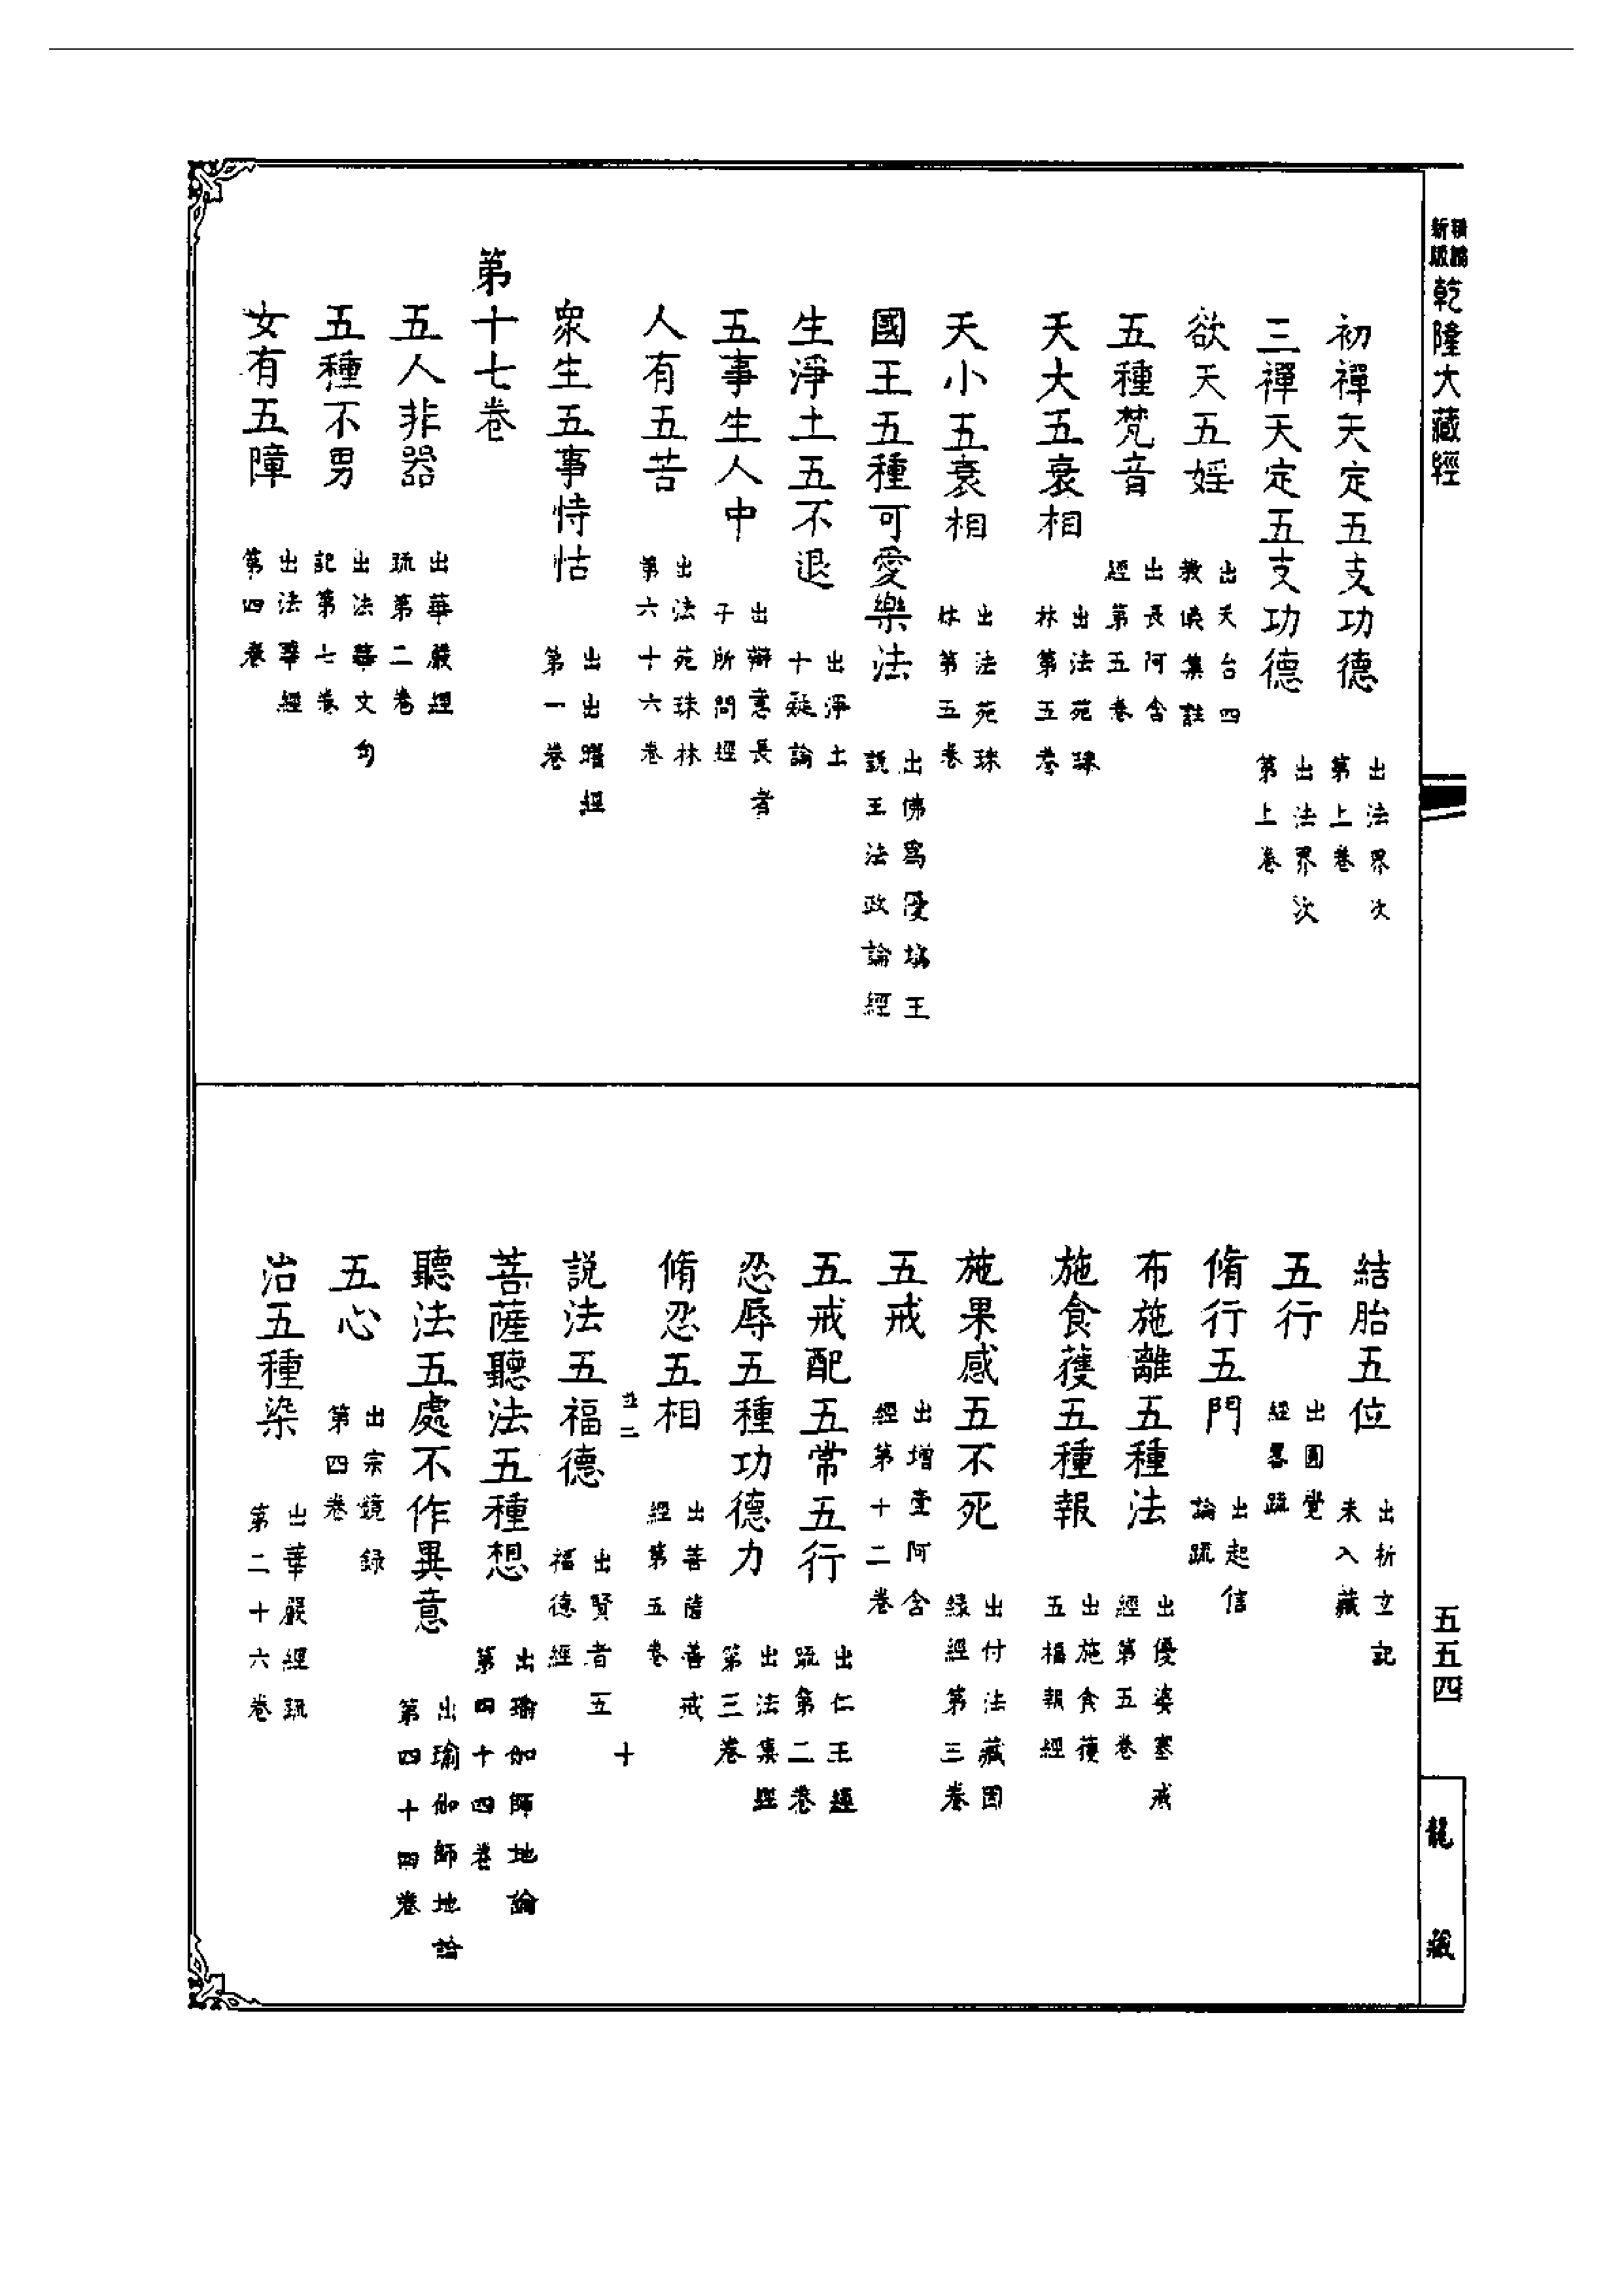 乾隆大藏經
五五四
龍藏
初禪天定五支功德 出法界次第上卷
三禪天定五支功德 出法界次第上卷
欲天五婬 出天台四教儀集註
五種梵音 出長阿含經第五卷
天大五衰相 出法苑珠林第五卷
天小五衰相 出法苑珠林第五卷
國王五種可愛樂法 出佛爲優塡王說王法政論經
生淨土五不退 出淨土十疑論
五事生人中 出辯意長者子所問經
人有五苦 出法苑珠林第六十六卷
衆生五事恃怙 出出曜經第一卷
第十七卷
五人非器 出華嚴經疏第二卷
五種不男 出法華文句記第七卷
女有五障 出法華經第四卷
結胎五位 出析玄記未入藏
五行 出圓覺經畧疏
脩行五門 出起信論疏
布施離五種法 出優婆塞戒經第五卷
施食獲五種報 出施食獲五福報經
施果感五不死 出付法藏因緣經第三卷
五戒 出增壹阿含經第十二卷
五戒配五常五行 出仁王經疏第二卷
忍辱五種功德力 出法集經第三卷
脩忍五相 出菩薩善戒經第五卷
並二 十
説法五福德 出賢者五福德經
菩薩聽法五種想 出瑜伽師地論第四十四卷
聽法五處不作異意 出瑜伽師地論第四十四卷
五心 出宗鏡録第四卷
治五種染 出華嚴經疏第二十六卷